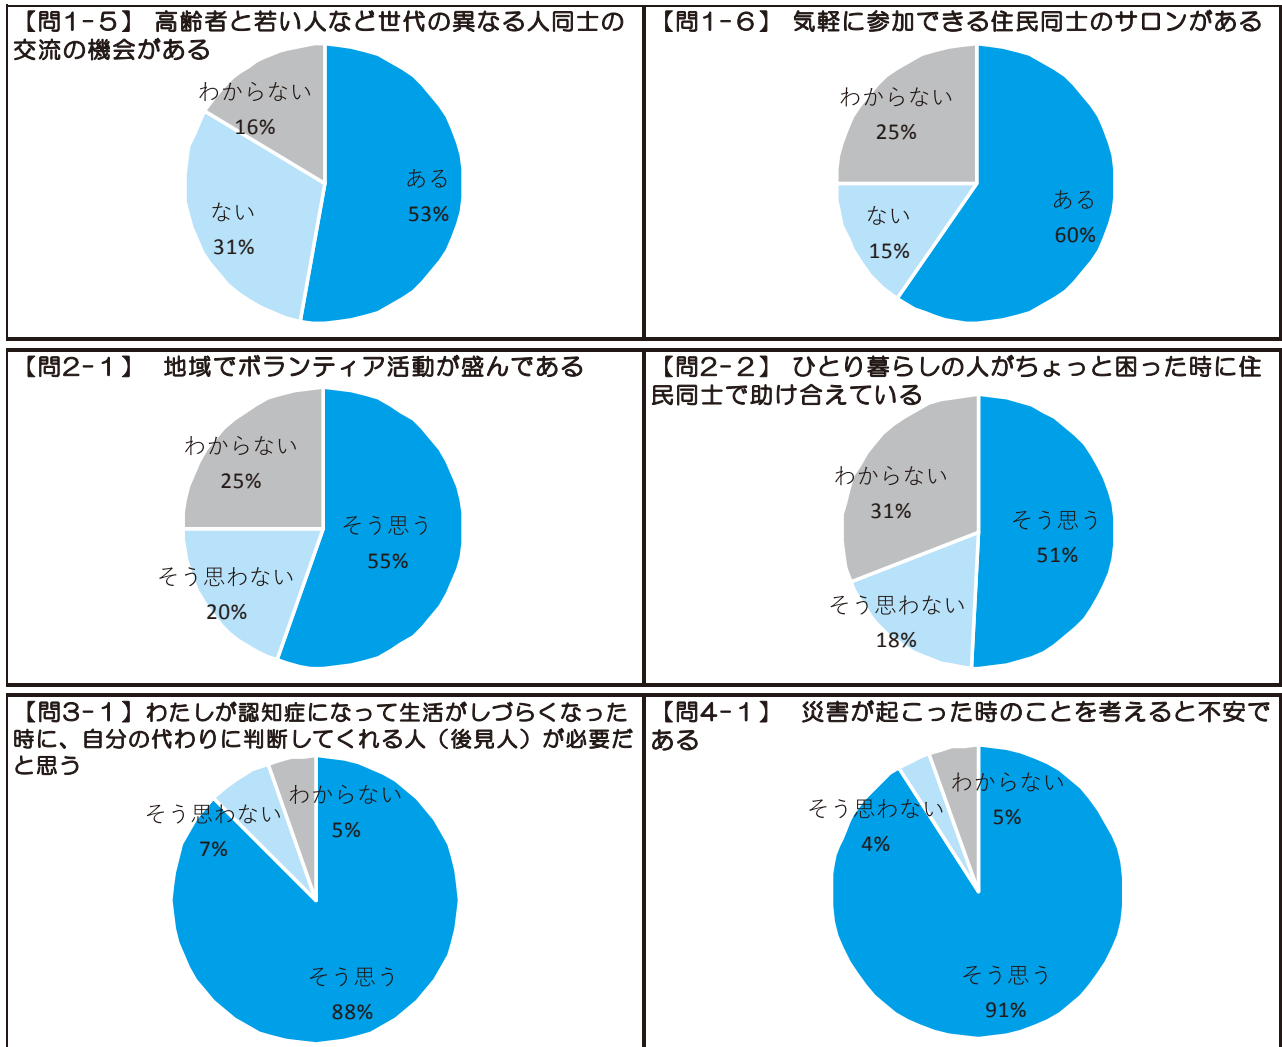 【問1-5】 高齢者と若い人など世代の異なる人同士の
交流の機会がある
わからない
16%
ある
53%
ない
31%
【問1-6】 気軽に参加できる住民同士のサロンがある
わからない
25%
ある
60%
ない
15%
【問2-1】 地域でボランティア活動が盛んである
わからない
25%
そう思う
55%
そう思わない
20%
【問2-2】 ひとり暮らしの人がちょっと困った時に住
民同士で助け合えている
わからない
31%
そう思う
51%
そう思わない
18%
【問3-1】わたしが認知症になって生活がしづらくなった
時に、自分の代わりに判断してくれる人（後見人）が必要だ
と思う
わからない
5%
そう思わない
7%
そう思う
88%
【問4-1】 災害が起こった時のことを考えると不安で
ある
わからない
5%
そう思わない
4%
そう思う
91%